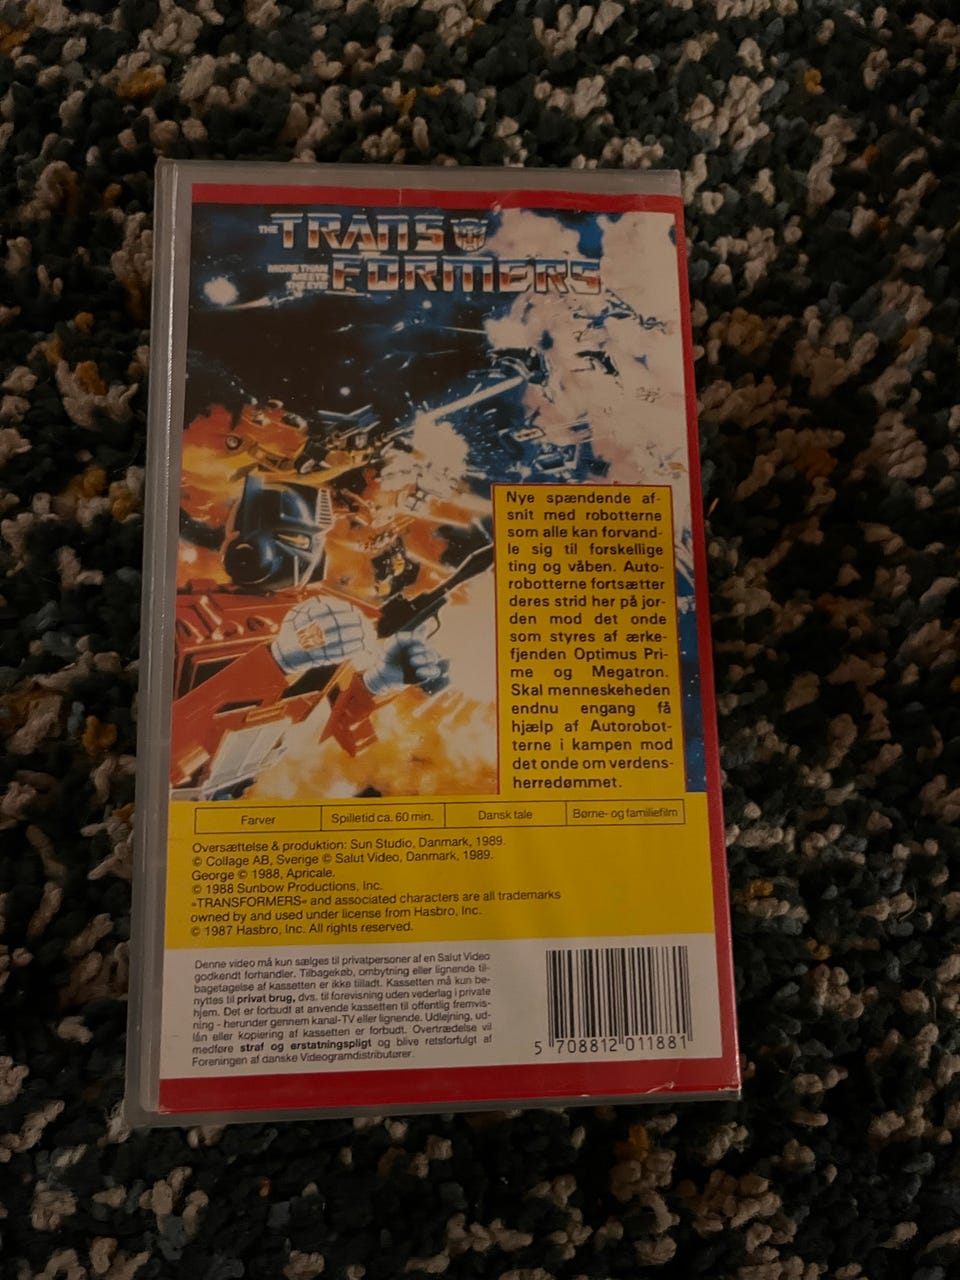 THE TRANS
MORE THAN
MEETS
THE EYE!
FORMERS
Nye spændende af-
snit med robotterne
som alle kan forvand-
le sig til forskellige
ting og våben. Auto-
robotterne fortsætter
deres strid her på jor-
den mod det onde
som styres af ærke-
fjenden Optimus Pri-
me og Megatron.
Skal menneskeheden
endnu engang få
hjælp af Autorobot-
terne i kampen mod
det onde om verdens-
herredømmet.
Farver Spilletid ca. 60 min. Dansk tale Børne- og familiefilm
Oversættelse & produktion: Sun Studio, Danmark, 1989.
© Collage AB, Sverige © Salut Video, Danmark, 1989.
George © 1988, Apricale.
© 1988 Sunbow Productions, Inc.
»TRANSFORMERS« and associated characters are all trademarks
owned by and used under license from Hasbro, Inc.
© 1987 Hasbro, Inc. All rights reserved.
Denne video må kun sælges til privatpersoner af en Salut Video
godkendt forhandler. Tilbagekøb, ombytning eller lignende til-
bagetagelse af kassetten er ikke tilladt. Kassetten må kun be-
nyttes til privat brug, dvs. til forevisning uden vederlag i private
hjem. Det er forbudt at anvende kassetten til offentlig fremvis-
ning - herunder gennem kanal-TV eller lignende. Udlejning, ud-
lån eller kopiering af kassetten er forbudt. Overtrædelse vil
medføre straf og erstatningspligt og blive retsforfulgt af
Foreningen af danske Videogramdistributører.
5 708812 011881